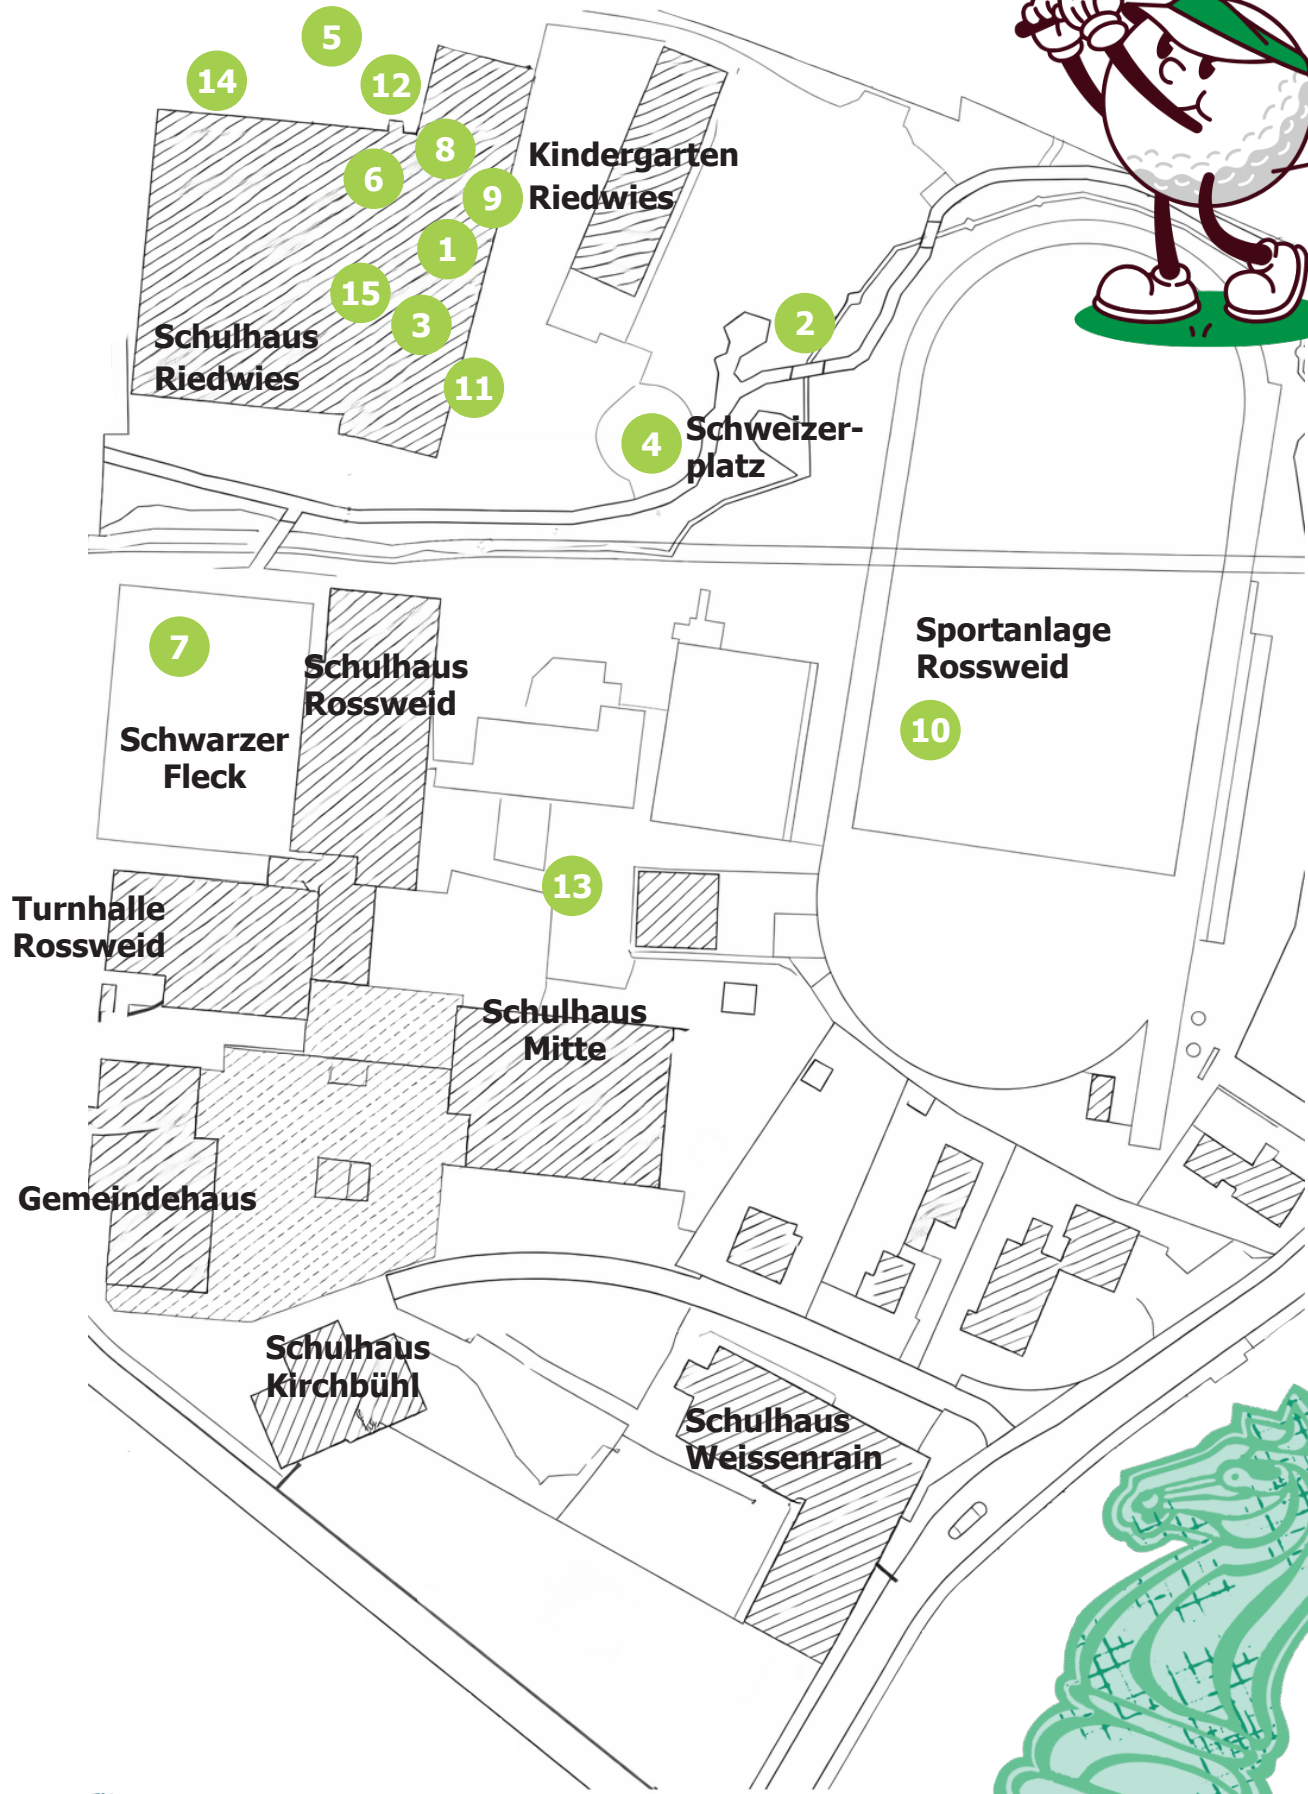 5
14
12
8
6
Kindergarten
Riedwies
9
1
15
3
2
Schulhaus
Riedwies
11
4
Schweizer-
platz
7
Schulhaus
Rossweid
Sportanlage
Rossweid
10
Schwarzer
Fleck
13
Turnhalle
Rossweid
Schulhaus
Mitte
Gemeindehaus
Schulhaus
Kirchbühl
Schulhaus
Weissenrain